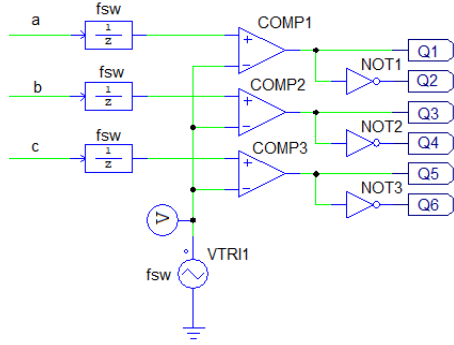 fsw
a
1
z
COMP1
Q1
NOT1
Q2
fsw
b
1
z
COMP2
Q3
NOT2
Q4
fsw
c
1
z
COMP3
Q5
NOT3
Q6
V
VTRI1
fsw